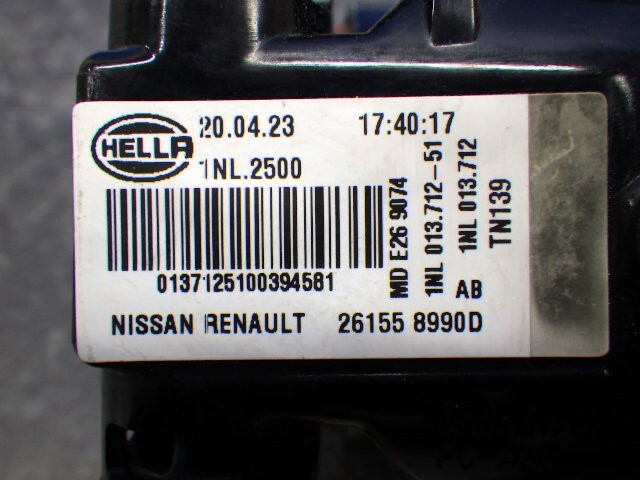 HELLA
20.04.23 17:40:17
1NL.2500
0137125100394581
NISSAN RENAULT 26155 8990D
MD E26 9074
1NL 013.712-51
1NL 013.712
AB
TN139